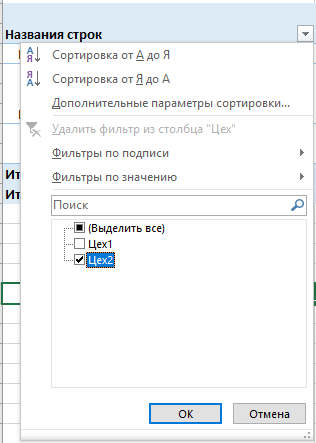 Названия строк
Сортировка от А до Я
Сортировка от Я до А
Дополнительные параметры сортировки...
Удалить фильтр из столбца "Цех"
Фильтры по подписи
Фильтры по значению
Ит
Ит
Поиск
(Выделить все)
Цех1
Цех2
ОК
Отмена